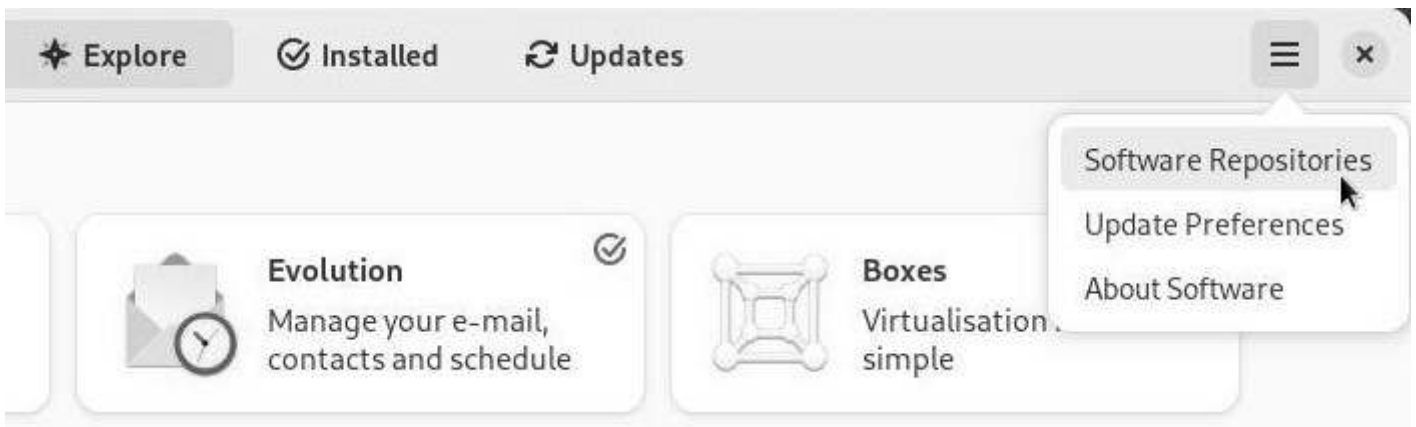 Explore
Installed
Updates
Software Repositories
Update Preferences
About Software
Evolution
Manage your e-mail,
contacts and schedule
Boxes
Virtualisation
simple